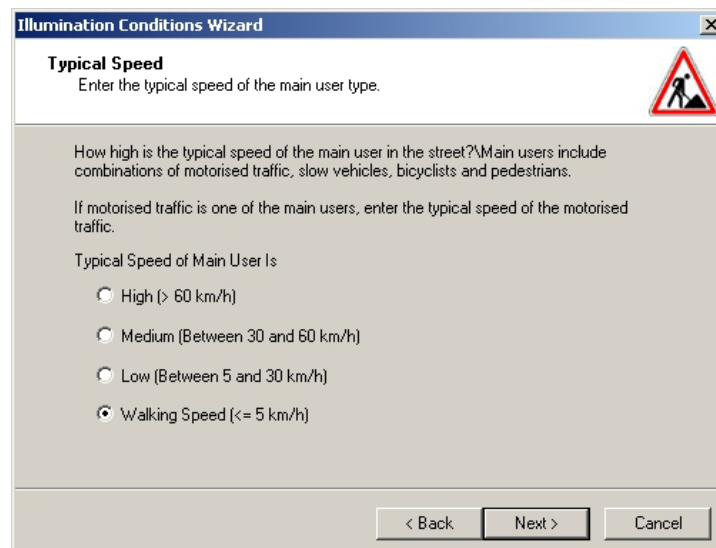 Illumination Conditions Wizard
Typical Speed
Enter the typical speed of the main user type.
How high is the typical speed of the main user in the street?\Main users include
combinations of motorised traffic, slow vehicles, bicyclists and pedestrians.
If motorised traffic is one of the main users, enter the typical speed of the motorised
traffic.
Typical Speed of Main User Is
High (> 60 km/h)
Medium (Between 30 and 60 km/h)
Low (Between 5 and 30 km/h)
Walking Speed (<= 5 km/h)
< Back
Next >
Cancel